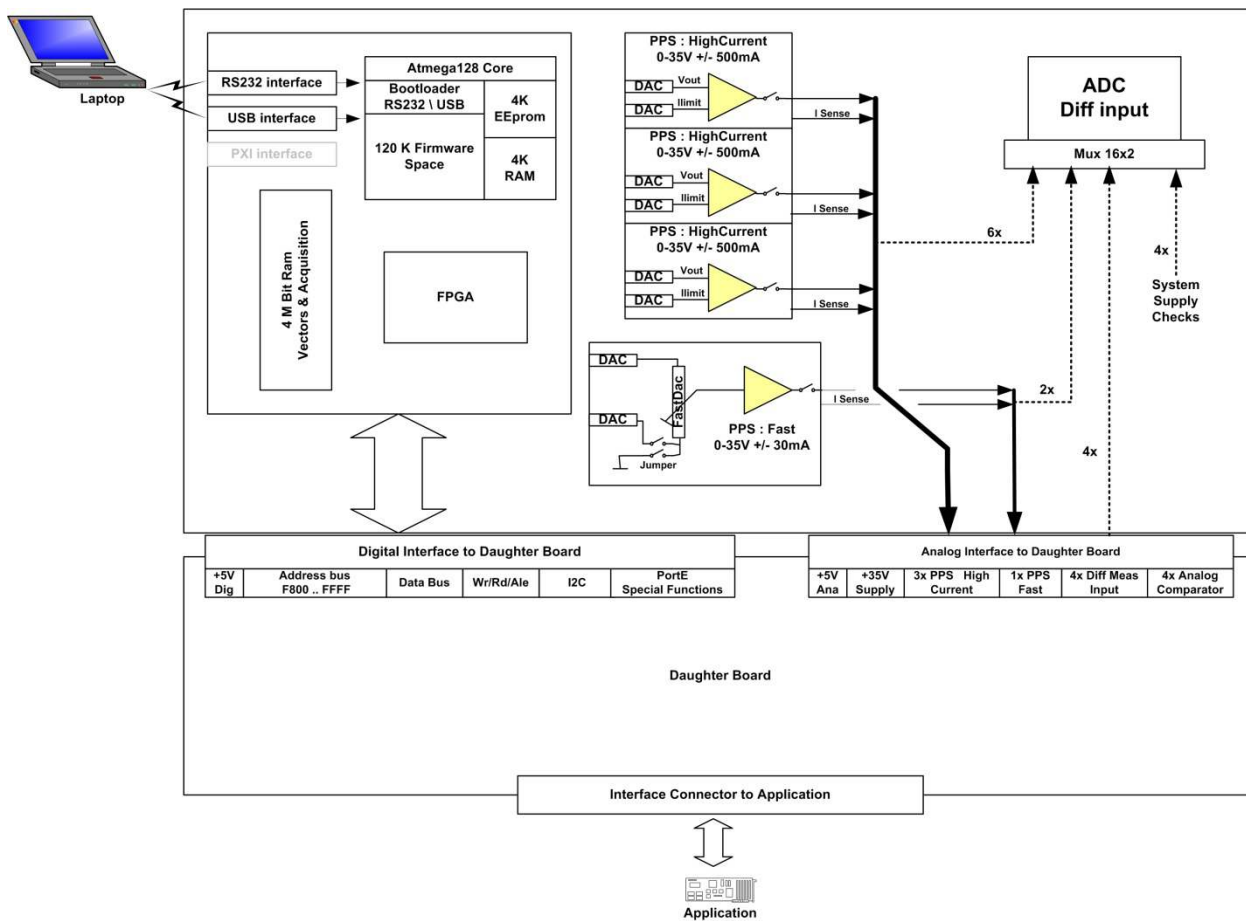 Laptop
RS232 interface
USB interface
PXI interface
Atmega128 Core
Bootloader
RS232 \ USB
4K
EEprom
120 K Firmware
Space
4K
RAM
4 M Bit Ram
Vectors & Acquisition
FPGA
PPS : HighCurrent
0-35V +/- 500mA
DAC
Vout
DAC
Ilimit
I Sense
PPS : HighCurrent
0-35V +/- 500mA
DAC
Vout
DAC
Ilimit
I Sense
PPS : HighCurrent
0-35V +/- 500mA
DAC
Vout
DAC
Ilimit
I Sense
DAC
FastDac
DAC
Jumper
I Sense
PPS : Fast
0-35V +/- 30mA
ADC
Diff input
Mux 16x2
6x
4x
System
Supply
Checks
2x
4x
Digital Interface to Daughter Board
+5V
Dig
Address bus
F800 .. FFFF
Data Bus
Wr/Rd/Ale
I2C
PortE
Special Functions
Analog Interface to Daughter Board
+5V
Ana
+35V
Supply
3x PPS High
Current
1x PPS
Fast
4x Diff Meas
Input
4x Analog
Comparator
Daughter Board
Interface Connector to Application
Application